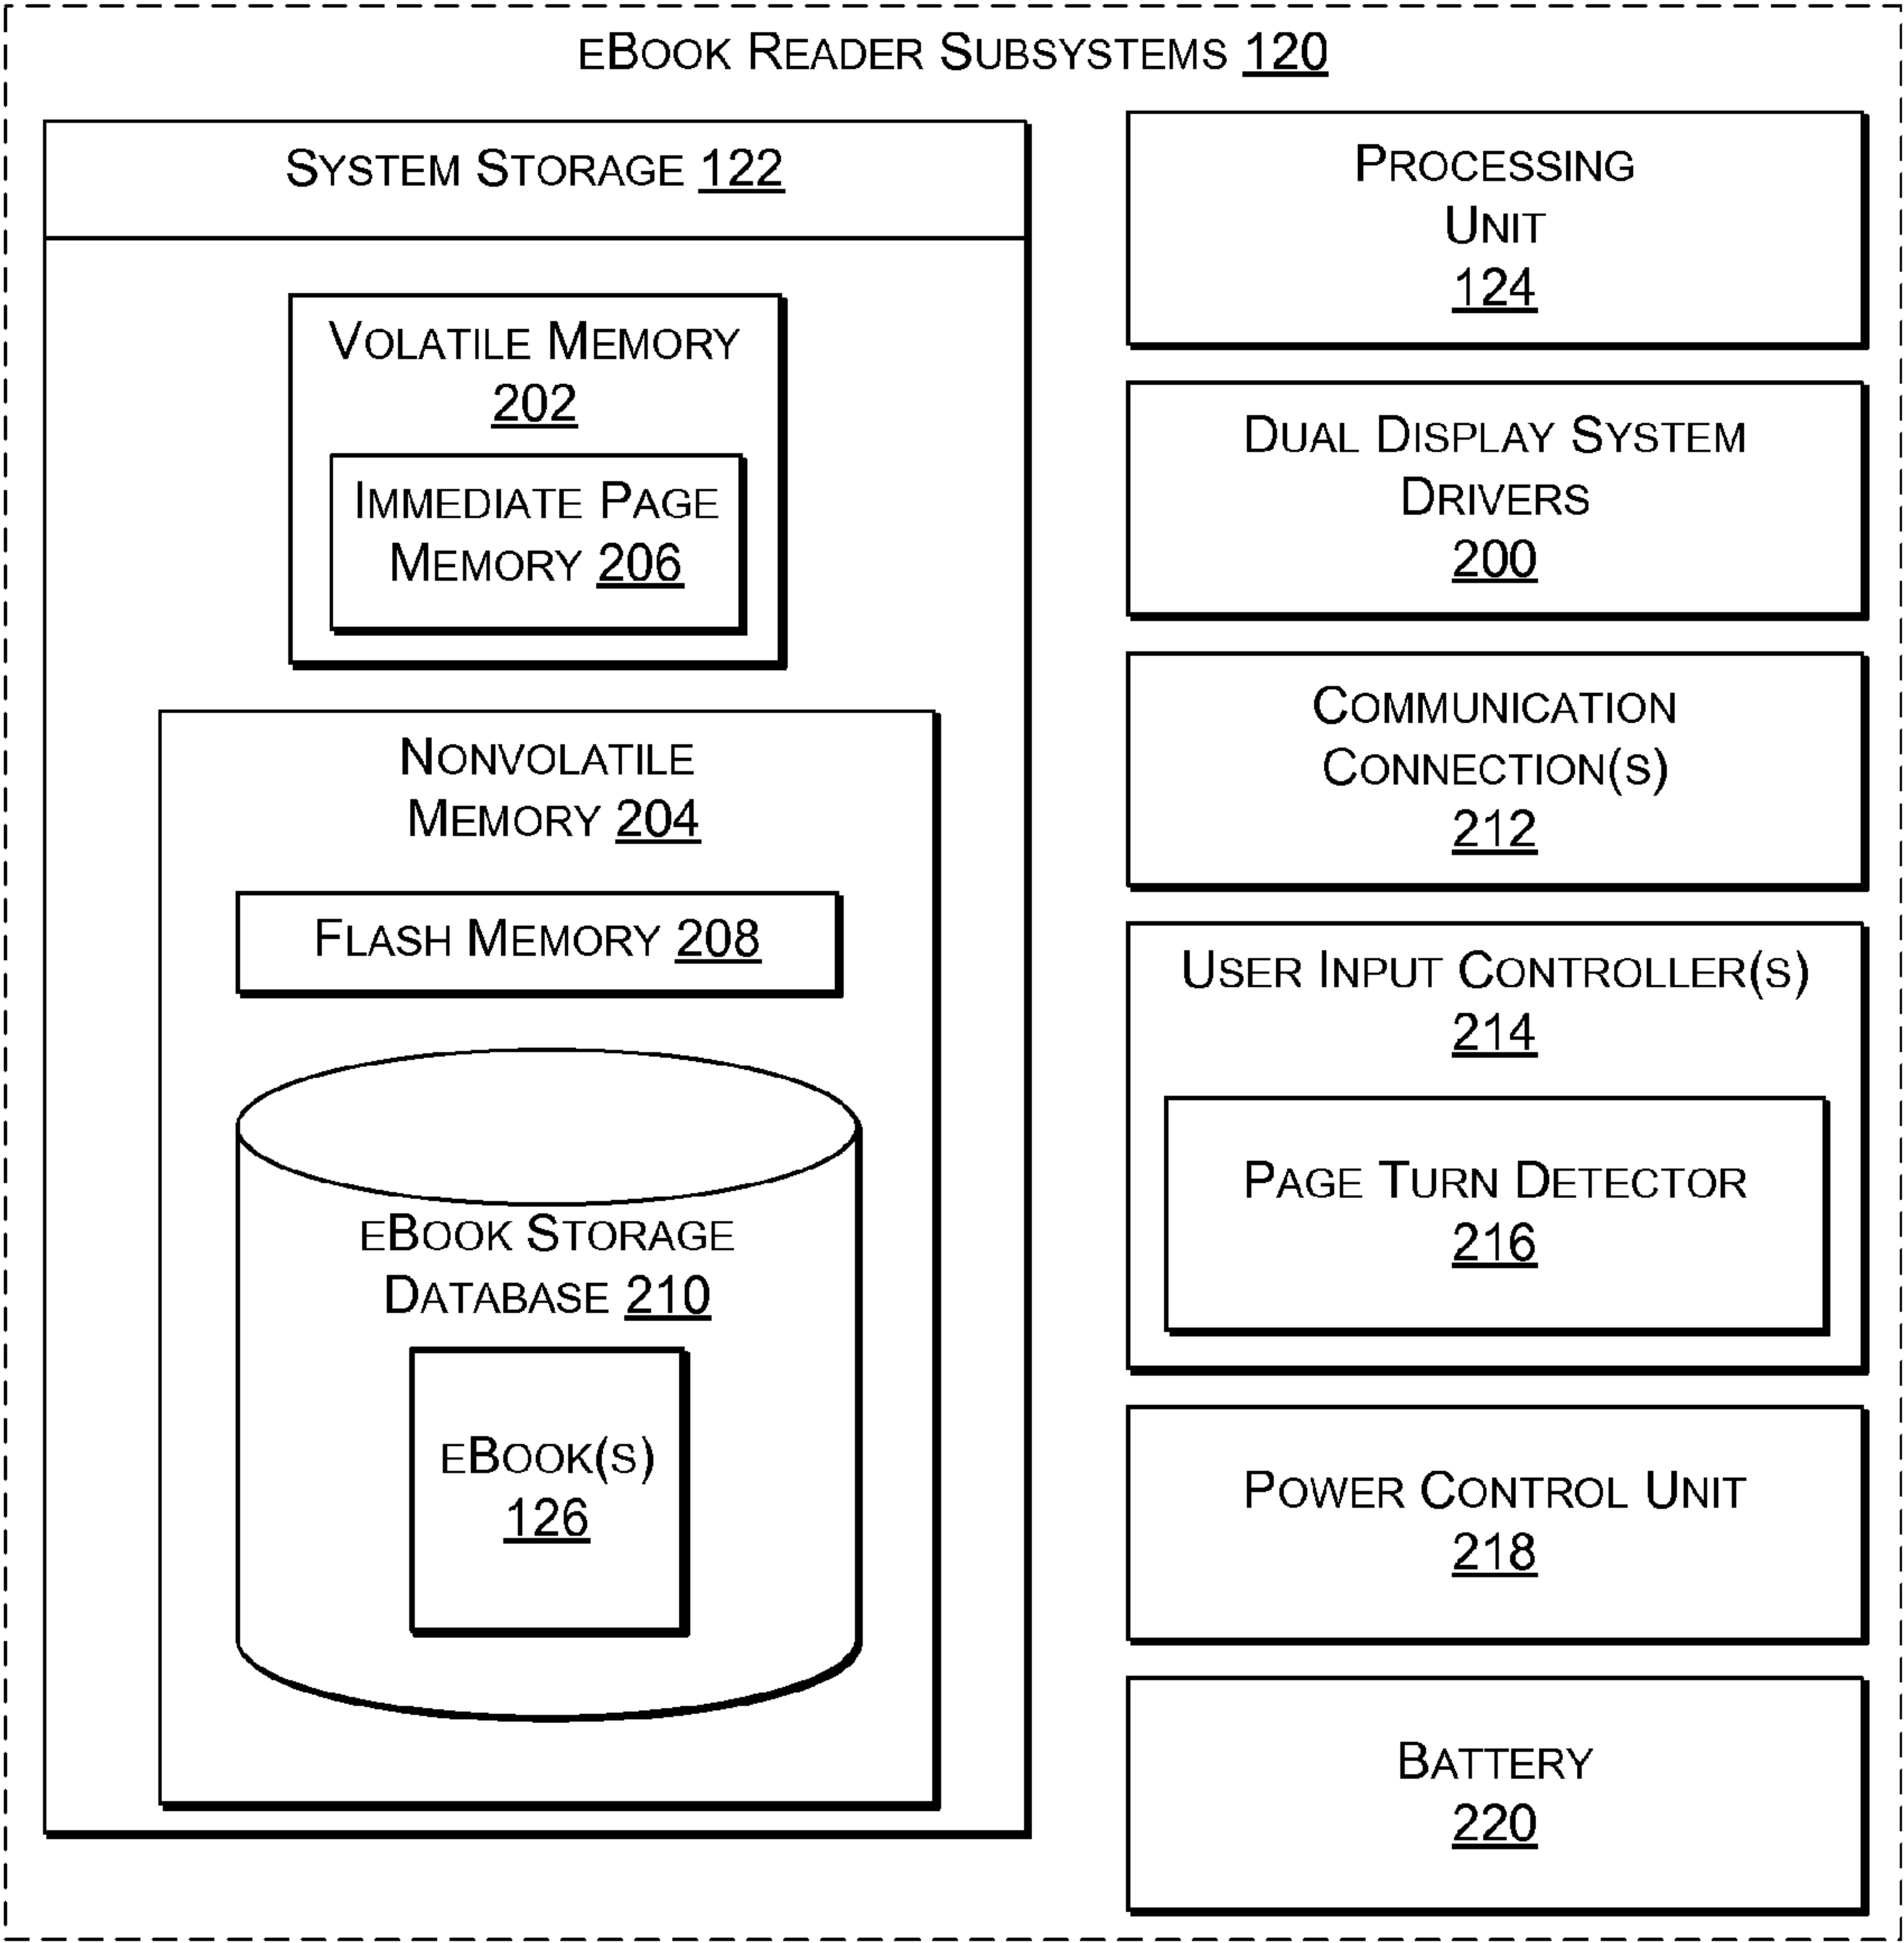 eBook Reader Subsystems 120
System Storage 122
Volatile Memory
202
Immediate Page
Memory 206
Nonvolatile
Memory 204
Flash Memory 208
eBook Storage
Database 210
eBook(s)
126
Processing
Unit
124
Dual Display System
Drivers
200
Communication
Connection(s)
212
User Input Controller(s)
214
Page Turn Detector
216
Power Control Unit
218
Battery
220